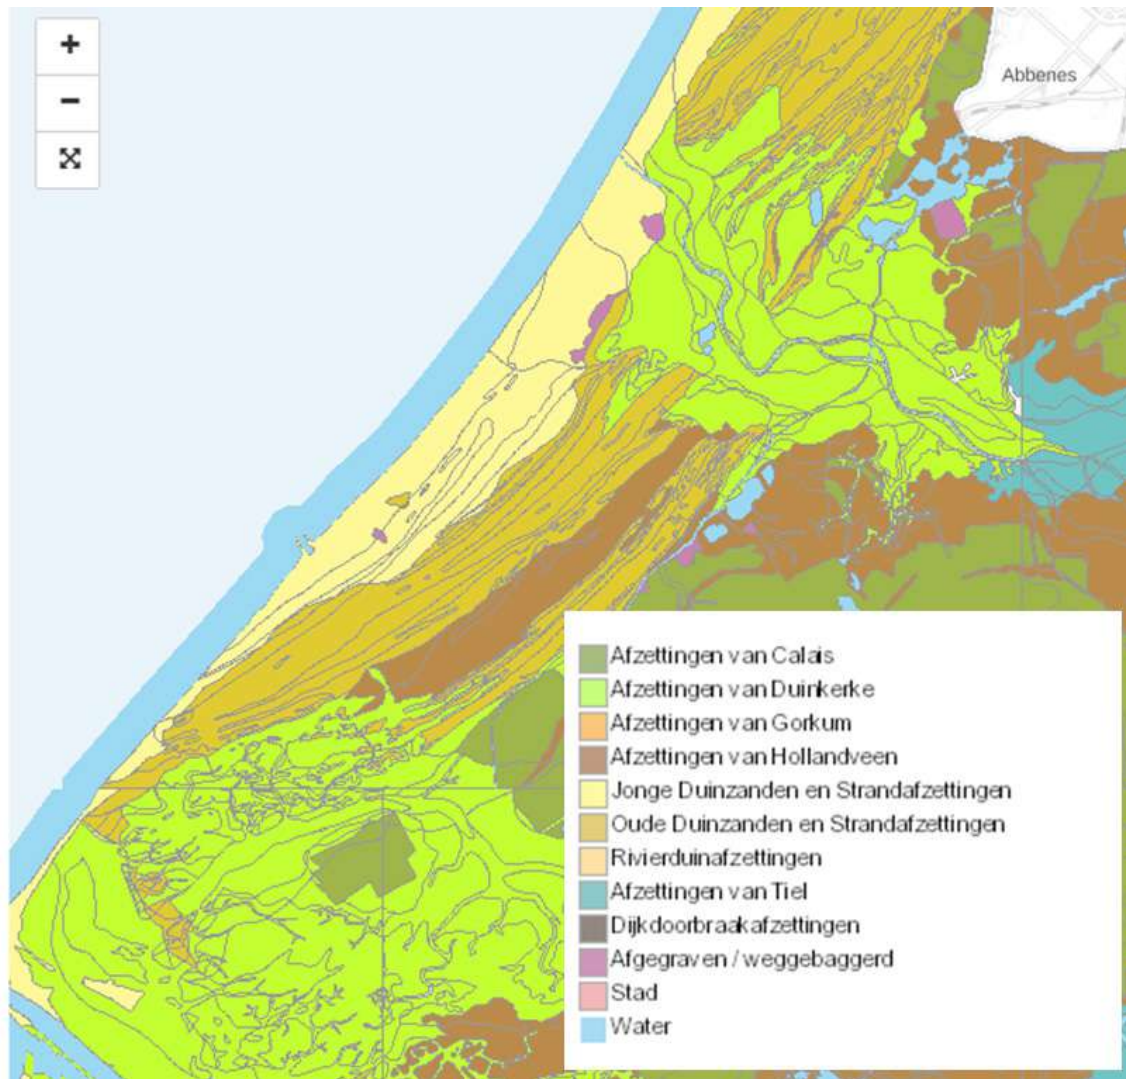 +
−
Abbenes
Afzettingen van Calais
Afzettingen van Duinkerke
Afzettingen van Gorkum
Afzettingen van Hollandveen
Jonge Duinzanden en Strandafzettingen
Oude Duinzanden en Strandafzettingen
Rivierduinafzettingen
Afzettingen van Tiel
Dijkdoorbraakafzettingen
Afgegraven / weggebaggerd
Stad
Water